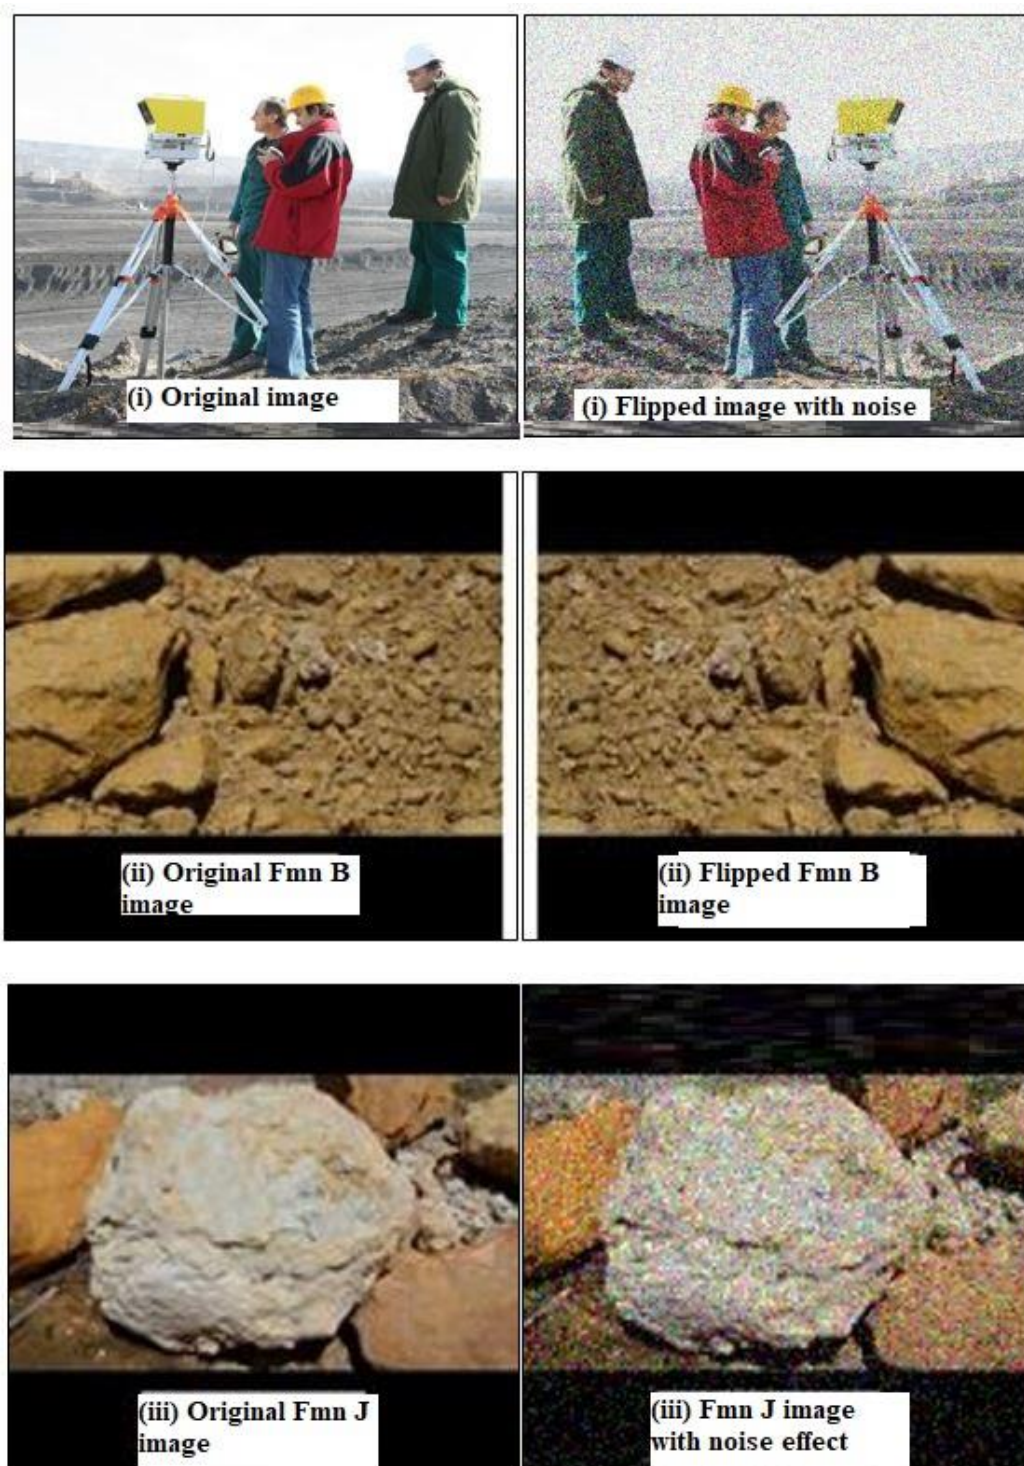 (i) Original image
(i) Flipped image with noise
(ii) Original Fmn B
image
(ii) Flipped Fmn B
image
(iii) Original Fmn J
image
(iii) Fmn J image
with noise effect